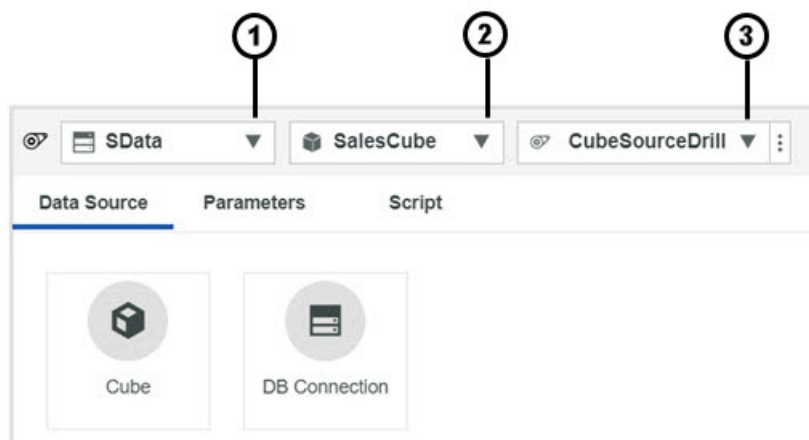 1 2 3
SData SalesCube CubeSourceDrill
Data Source Parameters Script
Cube DB Connection